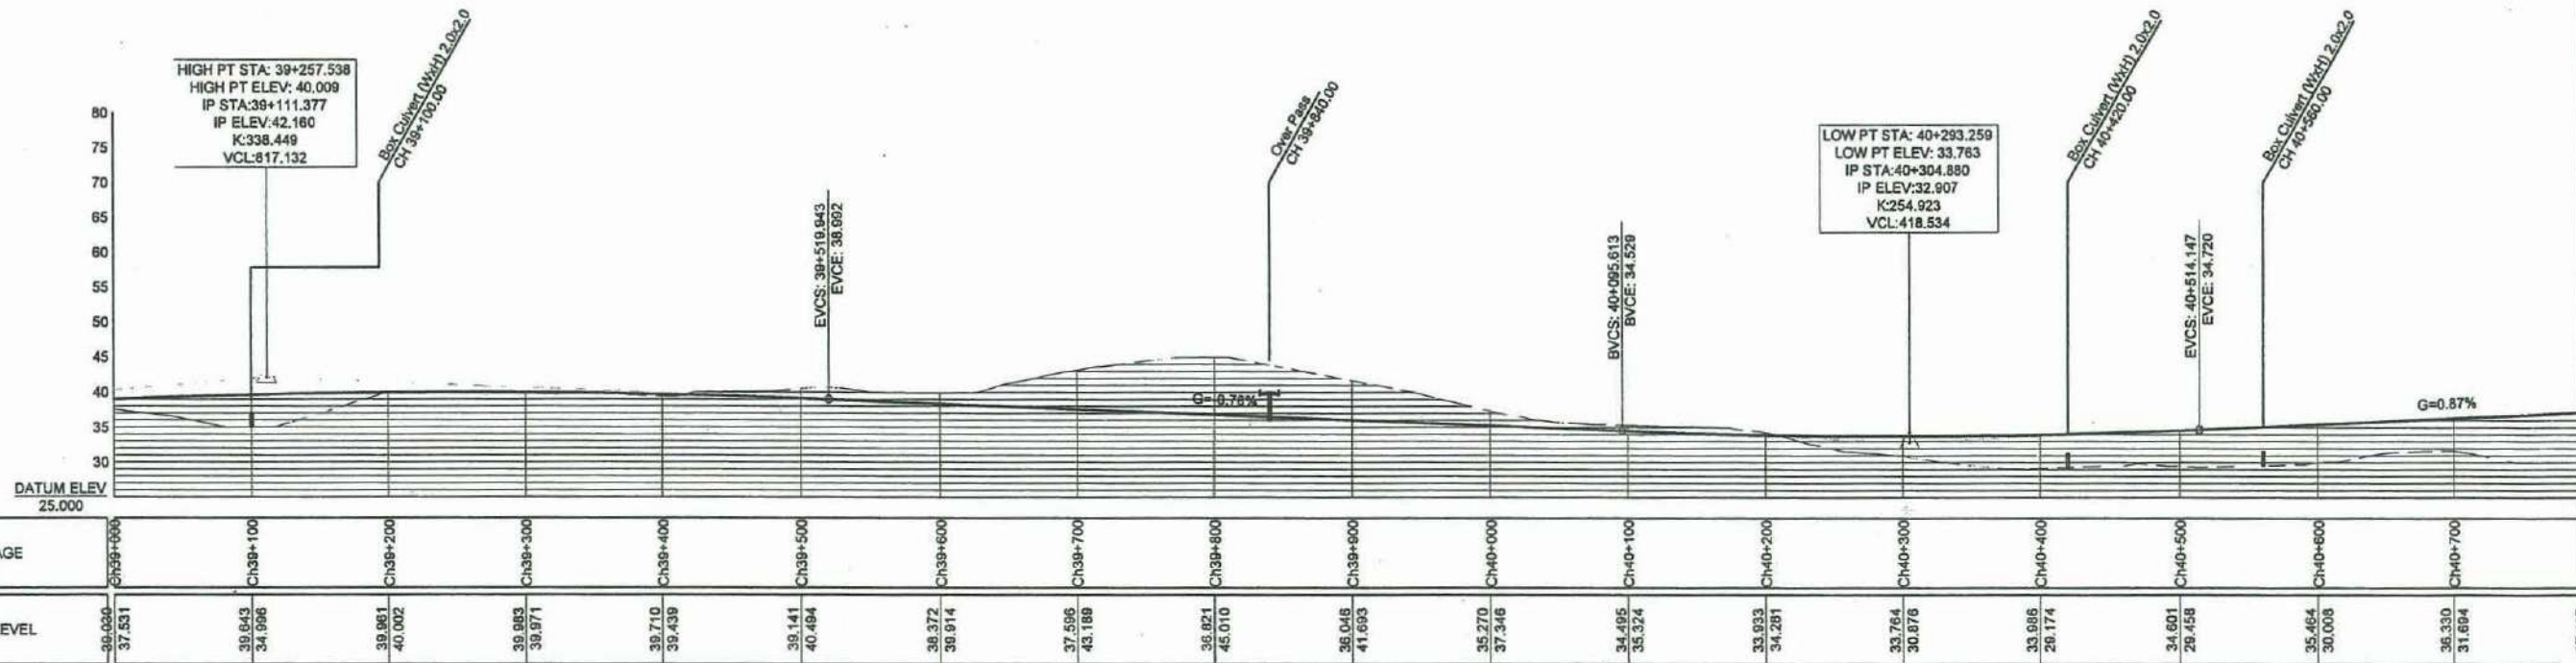 HIGH PT STA: 39+257.538
HIGH PT ELEV: 40.009
IP STA:39+111.377
IP ELEV:42.160
K:338.449
VCL:817.132
Box Culvert (WxH) 2.0x2.0
CH 39+100.00
EVCS: 39+519.943
EVCE: 38.992
Over Pass
CH 39+840.00
BVCS: 40+095.613
BVCE: 34.529
LOW PT STA: 40+293.259
LOW PT ELEV: 33.763
IP STA:40+304.880
IP ELEV:32.907
K:254.923
VCL:418.534
Box Culvert (WxH) 2.0x2.0
CH 40+420.00
EVCS: 40+514.147
EVCE: 34.720
Box Culvert (WxH) 2.0x2.0
CH 40+560.00
80
75
70
65
60
55
50
45
40
35
30
G=-0.78%
G=0.87%
DATUM ELEV
25.000
AGE
Ch39+000
Ch39+100
Ch39+200
Ch39+300
Ch39+400
Ch39+500
Ch39+600
Ch39+700
Ch39+800
Ch39+900
Ch40+000
Ch40+100
Ch40+200
Ch40+300
Ch40+400
Ch40+500
Ch40+600
Ch40+700
EVEL
39.030
37.531
39.643
34.996
39.961
40.002
39.983
39.971
39.710
39.439
39.141
40.494
38.372
39.914
37.596
43.189
36.821
45.010
36.046
41.693
35.270
37.346
34.495
35.324
33.933
34.281
33.764
30.876
33.986
29.174
34.601
29.458
35.464
30.008
36.330
31.694